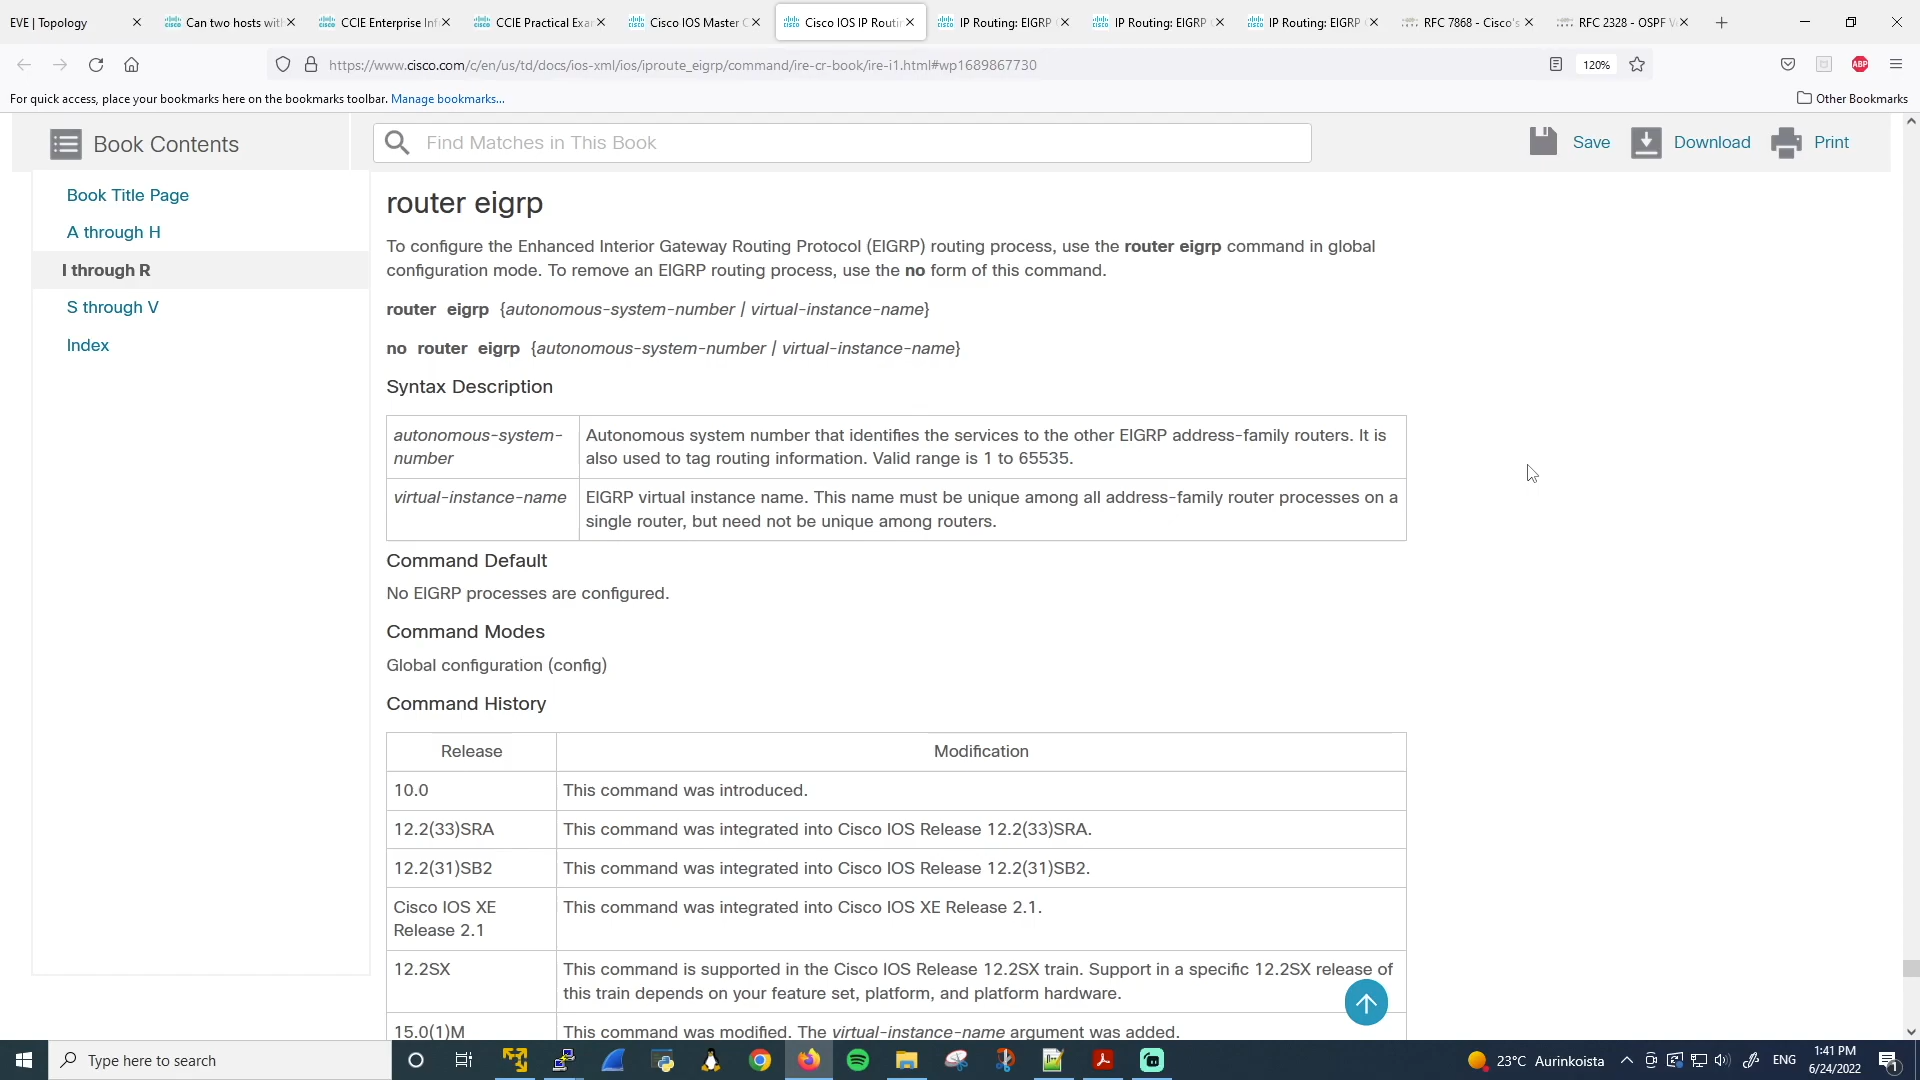 EVE | Topology
Can two hosts with
CCIE Enterprise Inf
CCIE Practical Exa
Cisco IOS Master C
Cisco IOS IP Routin
IP Routing: EIGRP
IP Routing: EIGRP
IP Routing: EIGRP
RFC 7868 - Cisco's
RFC 2328 - OSPF
https://www.cisco.com/c/en/us/td/docs/ios-xml/ios/iproute_eigrp/command/ire-cr-book/ire-i1.html#wp1689867730
120%
ABP
For quick access, place your bookmarks here on the bookmarks toolbar. Manage bookmarks...
Other Bookmarks
Book Contents
Find Matches in This Book
Save
Download
Print
Book Title Page
A through H
I through R
S through V
Index
router eigrp
To configure the Enhanced Interior Gateway Routing Protocol (EIGRP) routing process, use the router eigrp command in global
configuration mode. To remove an EIGRP routing process, use the no form of this command.
router eigrp {autonomous-system-number | virtual-instance-name}
no router eigrp {autonomous-system-number | virtual-instance-name}
Syntax Description
autonomous-system-
number
Autonomous system number that identifies the services to the other EIGRP address-family routers. It is
also used to tag routing information. Valid range is 1 to 65535.
virtual-instance-name
EIGRP virtual instance name. This name must be unique among all address-family router processes on a
single router, but need not be unique among routers.
Command Default
No EIGRP processes are configured.
Command Modes
Global configuration (config)
Command History
Release
Modification
10.0
This command was introduced.
12.2(33)SRA
This command was integrated into Cisco IOS Release 12.2(33)SRA.
12.2(31)SB2
This command was integrated into Cisco IOS Release 12.2(31)SB2.
Cisco IOS XE
Release 2.1
This command was integrated into Cisco IOS XE Release 2.1.
12.2SX
This command is supported in the Cisco IOS Release 12.2SX train. Support in a specific 12.2SX release of
this train depends on your feature set, platform, and platform hardware.
15.0(1)M
This command was modified. The virtual-instance-name argument was added.
Type here to search
23°C Aurinkoista
ENG
1:41 PM
6/24/2022
1